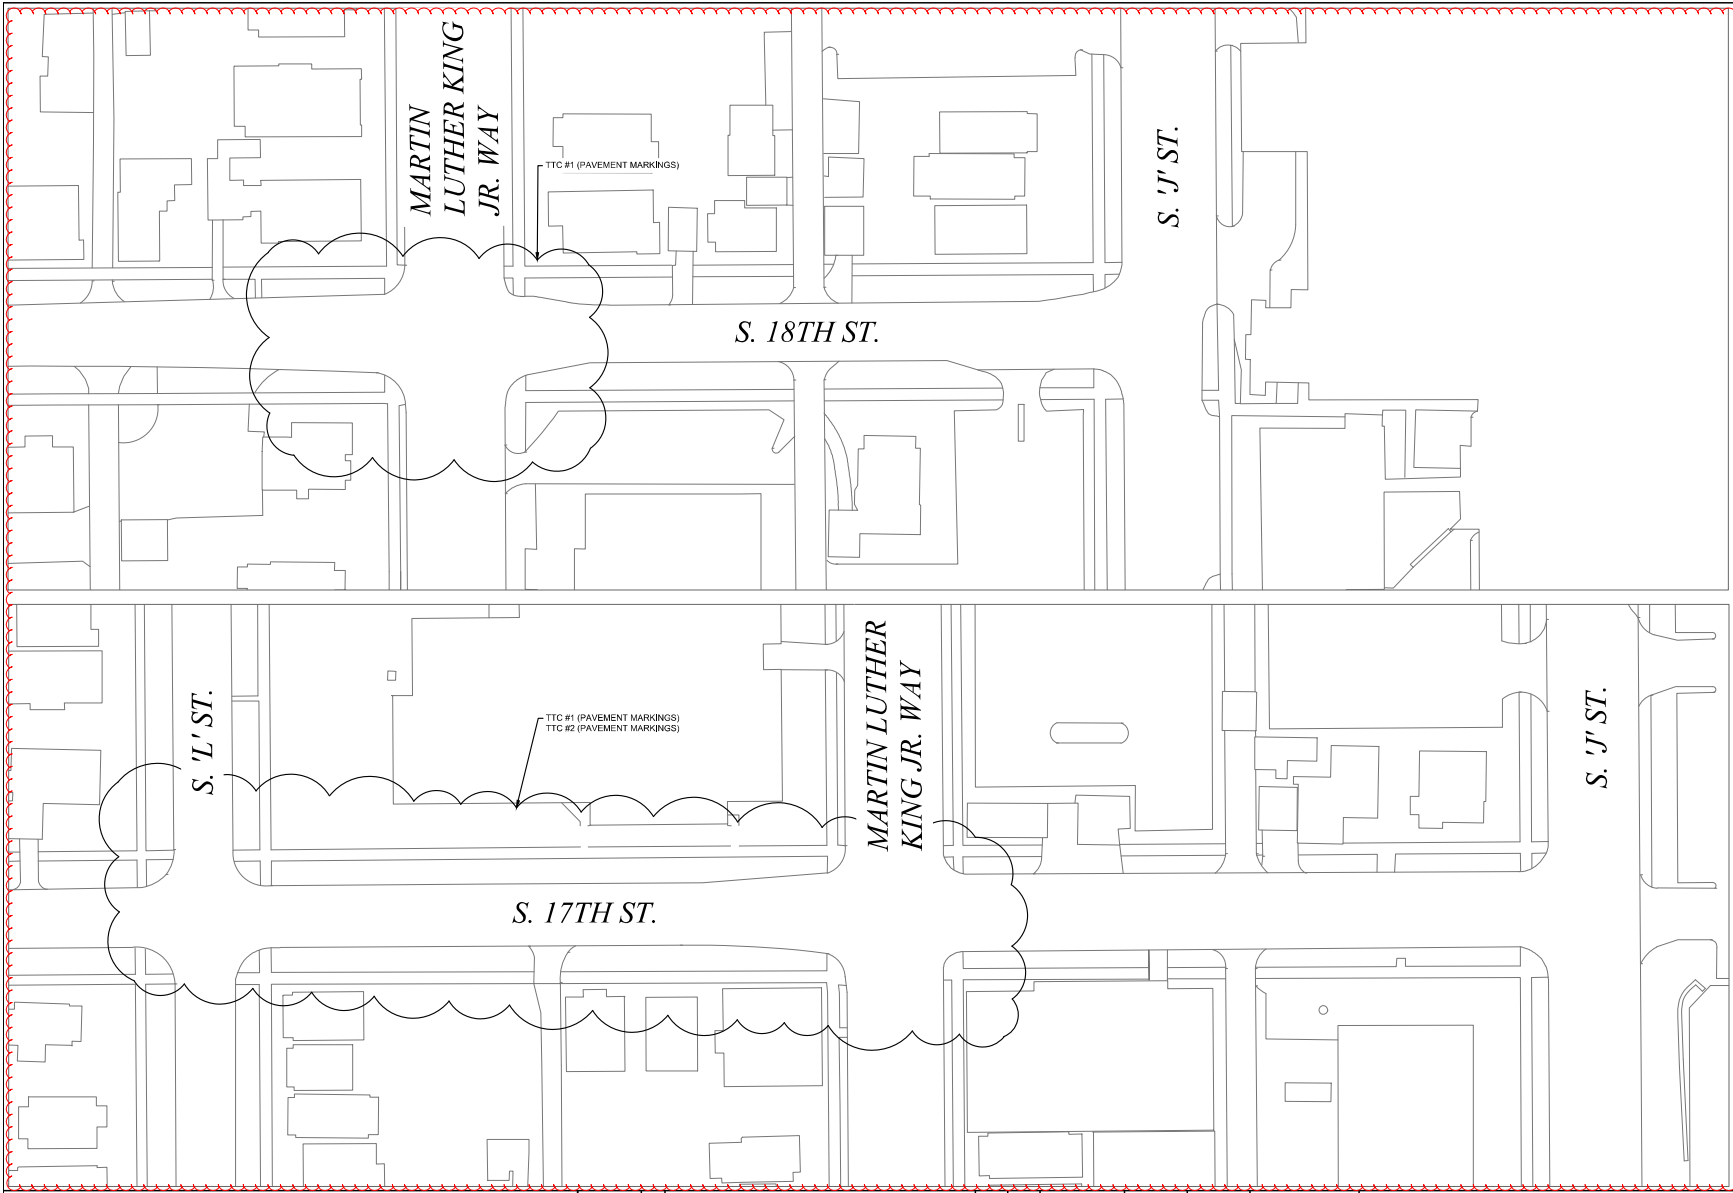 MARTIN
LUTHER KING
JR. WAY
TTC #1 (PAVEMENT MARKINGS)
S. 'J' ST.
S. 18TH ST.
S. 'L' ST.
TTC #1 (PAVEMENT MARKINGS)
TTC #2 (PAVEMENT MARKINGS)
MARTIN LUTHER
KING JR. WAY
S. 'J' ST.
S. 17TH ST.